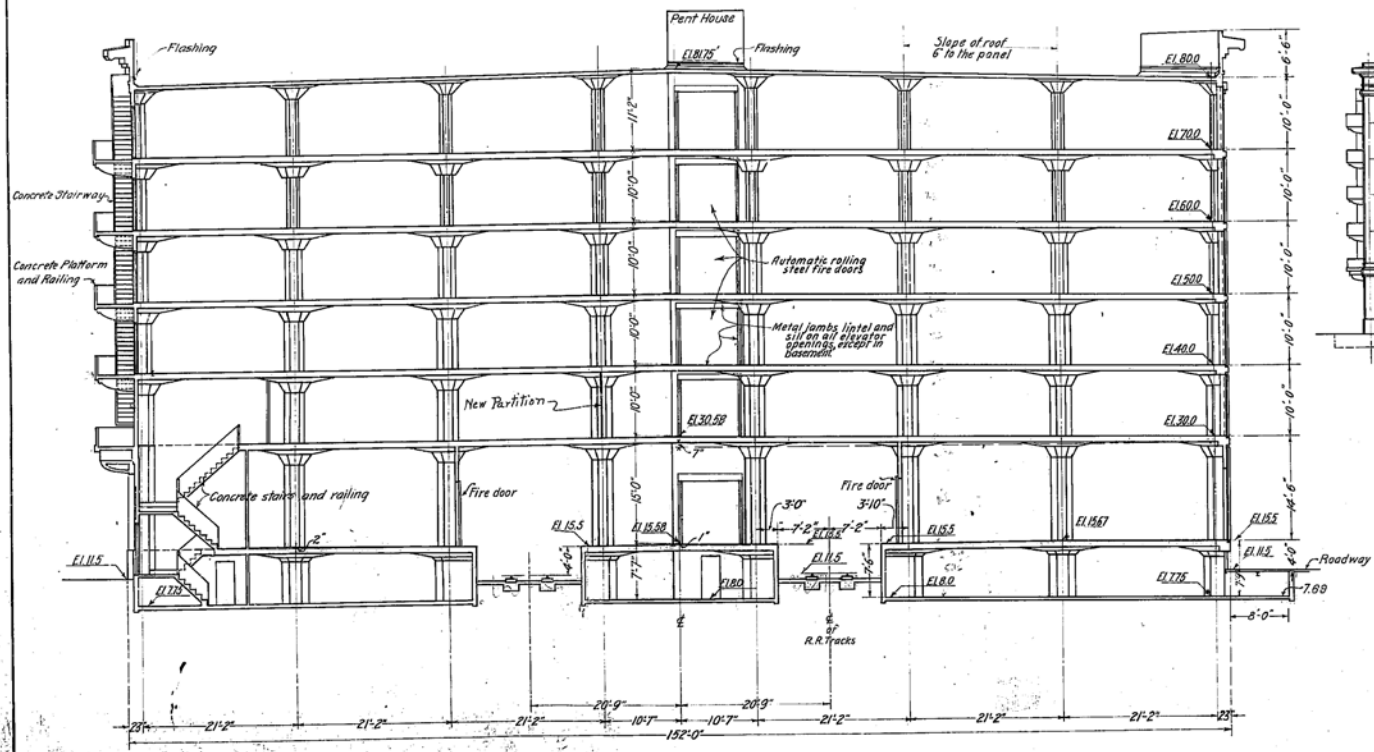 Pent House
Flashing
El.81.75'
Flashing
Slope of roof
6" to the panel
El. 80.0
6'-6"
11'-2"
10'-0"
El.70.0
Concrete Stairway
10'-0"
El.60.0
10'-0"
Concrete Platform
and Railing
Automatic rolling
steel fire doors
10'-0"
El.50.0
10'-0"
Metal jambs, lintel and
sill on all elevator
openings, except in
basement.
10'-0"
El.40.0
10'-0"
New Partition
10'-0"
El.30.58
El.30.0
10'-0"
7"
Concrete stairs and railing
Fire door
15'-0"
Fire door
14'-6"
3'-0"
3'-10"
7'-2"
7'-2"
2"
El.15.5
El.15.58
1"
El.15.5
El.15.67
El.15.5
El.11.5
4'-0"
7'-7"
El.11.5
7'-6"
El.11.5
4'-0"
Roadway
El.7.75
El.8.0
El.8.0
El.7.75
7.69
8'-0"
℄
℄
of
R.R. Tracks
20'-9"
20'-9"
23"
21'-2"
21'-2"
21'-2"
10'-7"
10'-7"
21'-2"
21'-2"
21'-2"
23"
152'-0"